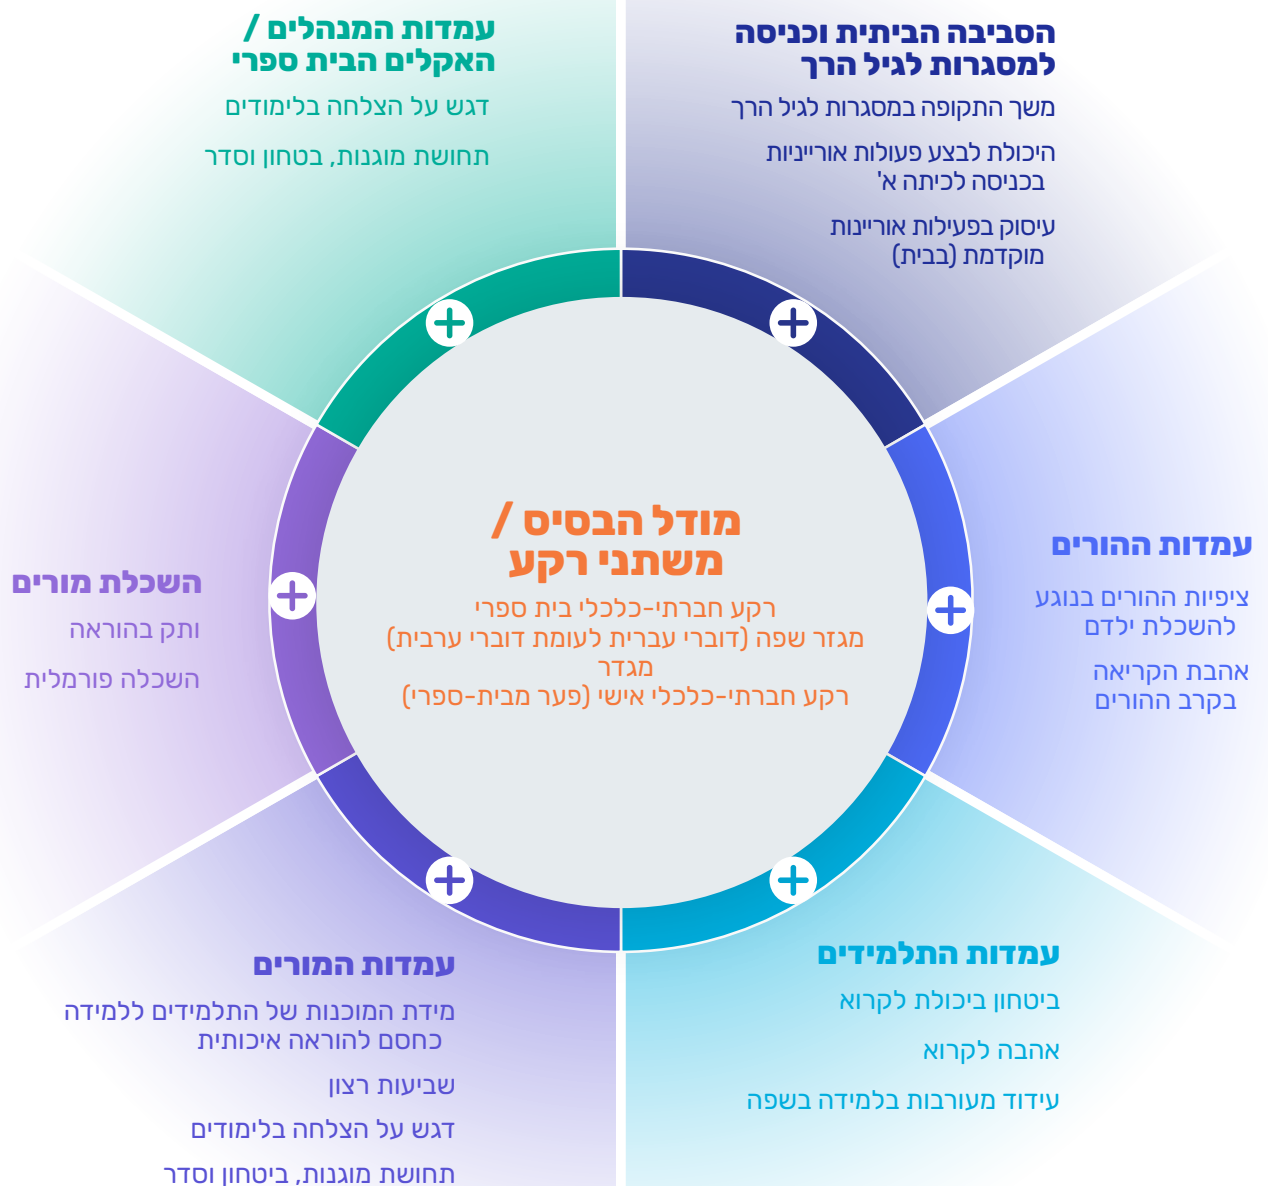 הסביבה הביתית וכניסה
למסגרות לגיל הרך
משך התקופה במסגרות לגיל הרך
היכולת לבצע פעולות אורייניות
בכניסה לכיתה א'
עיסוק בפעילות אוריינות
מוקדמת (בבית)
עמדות המנהלים /
האקלים הבית ספרי
דגש על הצלחה בלימודים
תחושת מוגנות, בטחון וסדר
עמדות ההורים
ציפיות ההורים בנוגע
להשכלת ילדם
אהבת הקריאה
בקרב ההורים
מודל הבסיס /
משתני רקע
רקע חברתי-כלכלי בית ספרי
מגזר שפה (דוברי עברית לעומת דוברי ערבית)
מגדר
רקע חברתי-כלכלי אישי (פער מבית-ספרי)
השכלת מורים
ותק בהוראה
השכלה פורמלית
עמדות התלמידים
ביטחון ביכולת לקרוא
אהבה לקרוא
עידוד מעורבות בלמידה בשפה
עמדות המורים
מידת המוכנות של התלמידים ללמידה
כחסם להוראה איכותית
שביעות רצון
דגש על הצלחה בלימודים
תחושת מוגנות, ביטחון וסדר